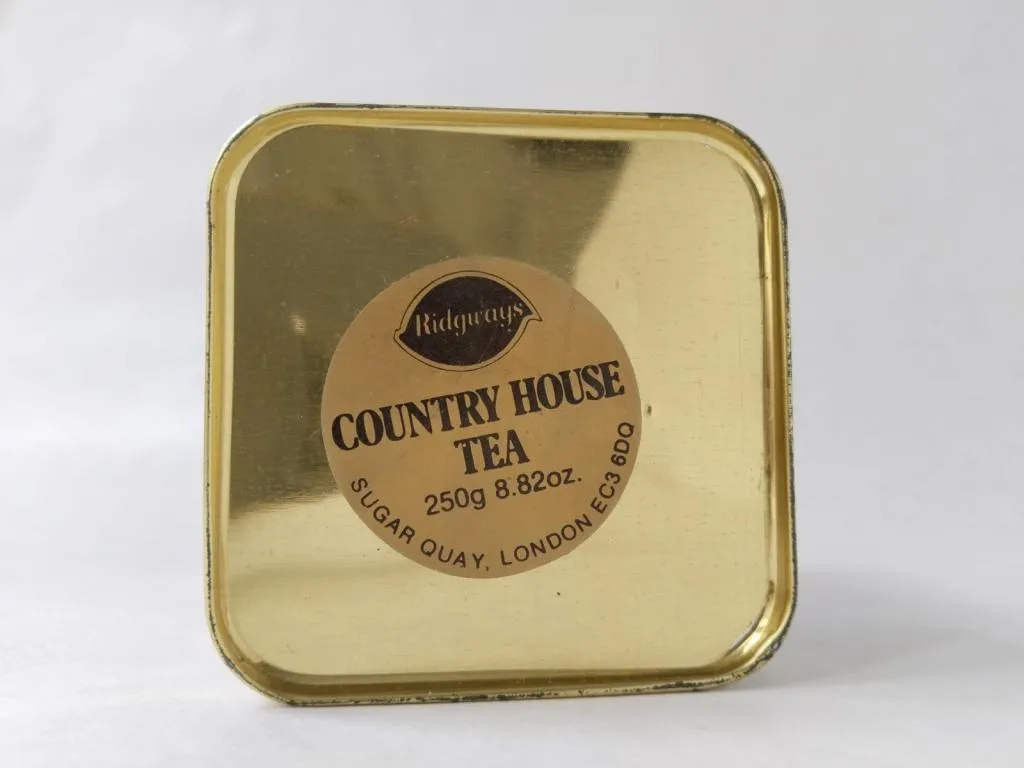 Ridgways
COUNTRY HOUSE
TEA
250g 8.82oz.
SUGAR QUAY, LONDON EC3 6DQ